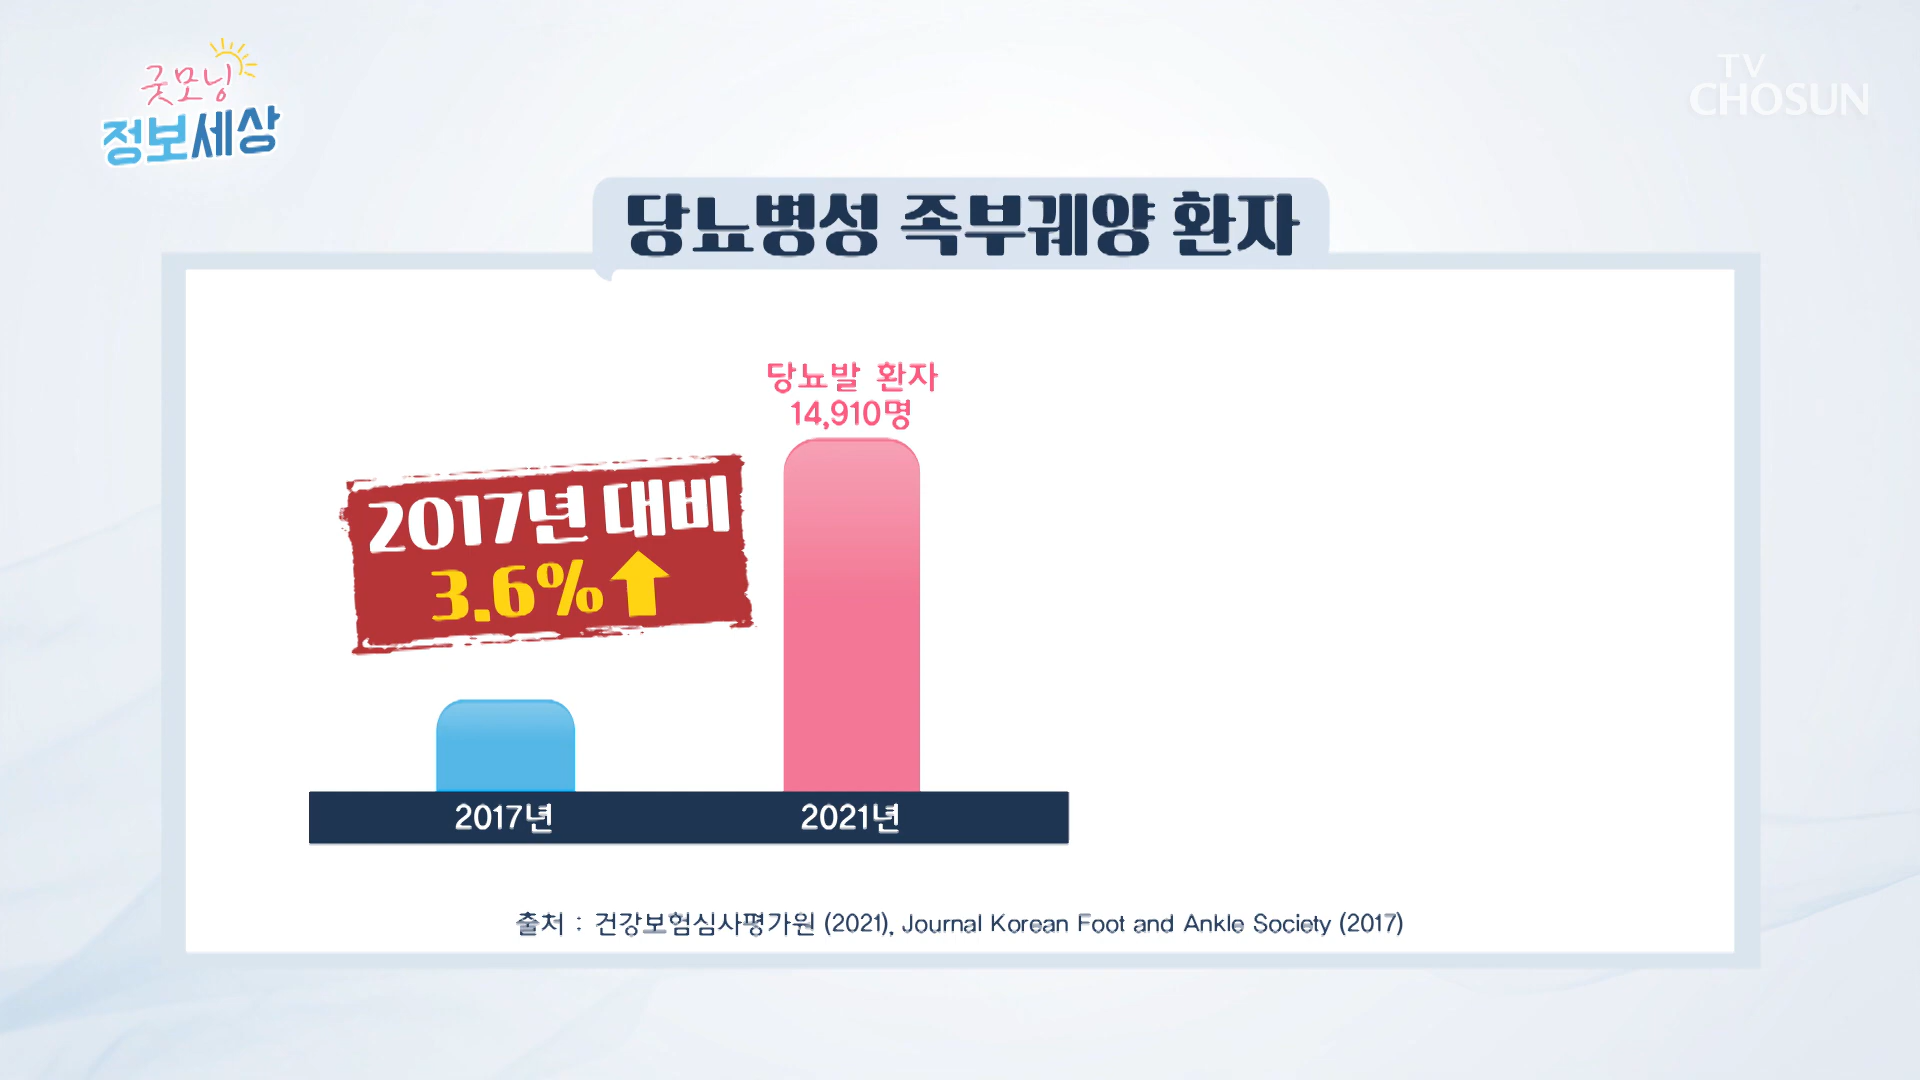 굿모닝
정보세상
TV
CHOSUN
당뇨병성 족부궤양 환자
당뇨발 환자
14,910명
2017년 대비
3.6%
2017년
2021년
출처 : 건강보험심사평가원 (2021), Journal Korean Foot and Ankle Society (2017)